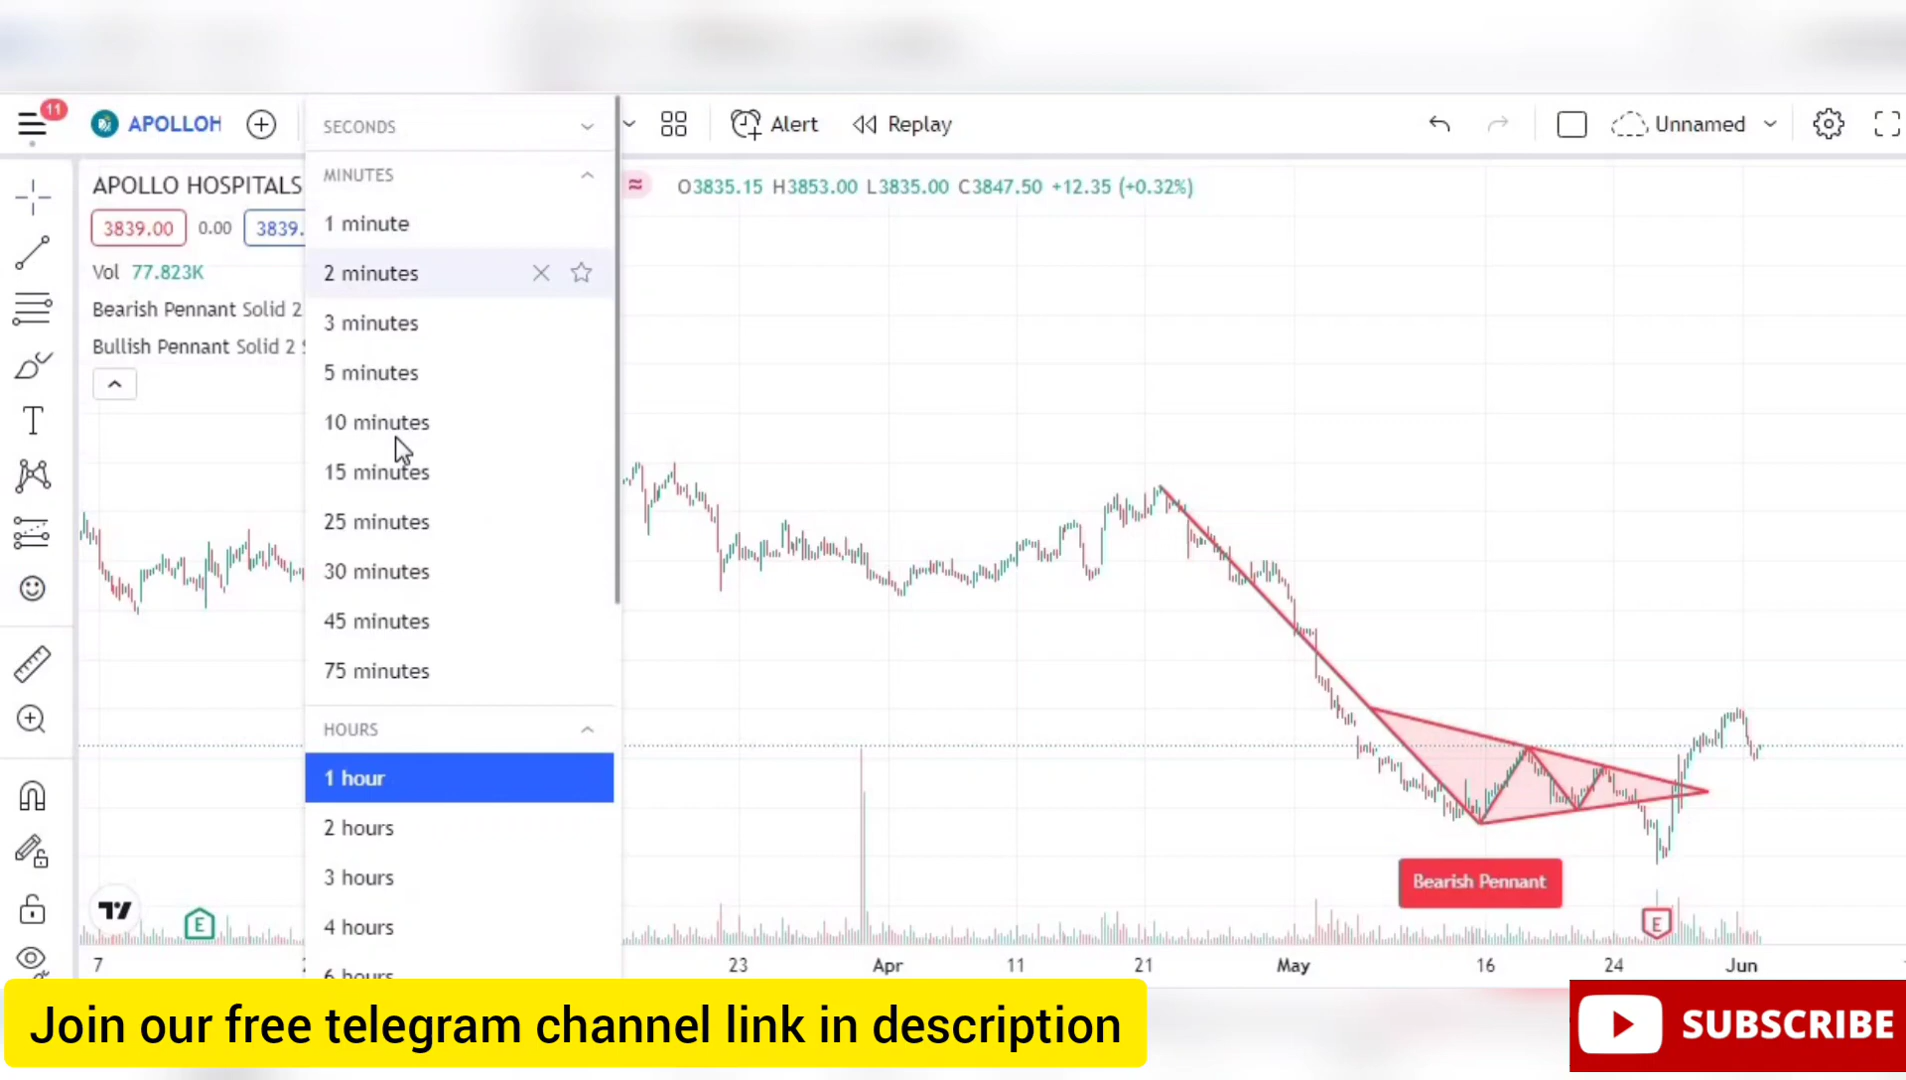 11
APOLLOH
SECONDS
Alert
Replay
Unnamed
APOLLO HOSPITALS
MINUTES
O3835.15 H3853.00 L3835.00 C3847.50 +12.35 (+0.32%)
3839.00
0.00
3839.
1 minute
Vol 77.823K
2 minutes
Bearish Pennant Solid 2
3 minutes
Bullish Pennant Solid 2
5 minutes
10 minutes
15 minutes
25 minutes
30 minutes
45 minutes
75 minutes
HOURS
1 hour
2 hours
3 hours
4 hours
6 hours
Bearish Pennant
E
E
7
23
Apr
11
21
May
16
24
Jun
Join our free telegram channel link in description
SUBSCRIBE